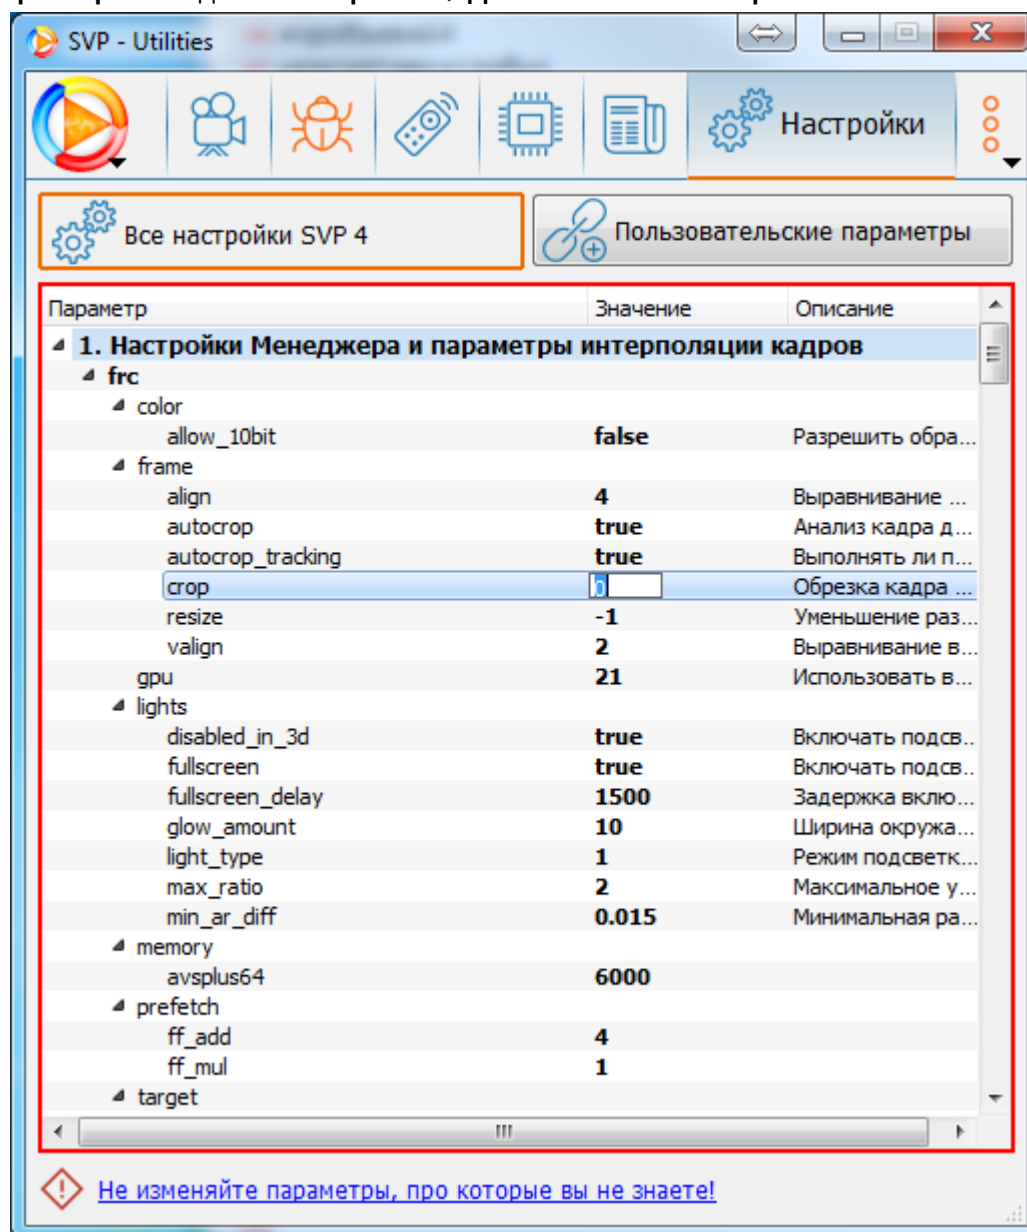 SVP - Utilities
Настройки
Все настройки SVP 4
Пользовательские параметры
Параметр Значение Описание
1. Настройки Менеджера и параметры интерполяции кадров
frc
color
allow_10bit false Разрешить обра...
frame
align 4 Выравнивание ...
autocrop true Анализ кадра д...
autocrop_tracking true Выполнять ли п...
crop 0 Обрезка кадра ...
resize -1 Уменьшение раз...
valign 2 Выравнивание в...
gpu 21 Использовать в...
lights
disabled_in_3d true Включать подсв...
fullscreen true Включать подсв...
fullscreen_delay 1500 Задержка вклю...
glow_amount 10 Ширина окружа...
light_type 1 Режим подсветк...
max_ratio 2 Максимальное у...
min_ar_diff 0.015 Минимальная ра...
memory
avsplus64 6000
prefetch
ff_add 4
ff_mul 1
target
Не изменяйте параметры, про которые вы не знаете!